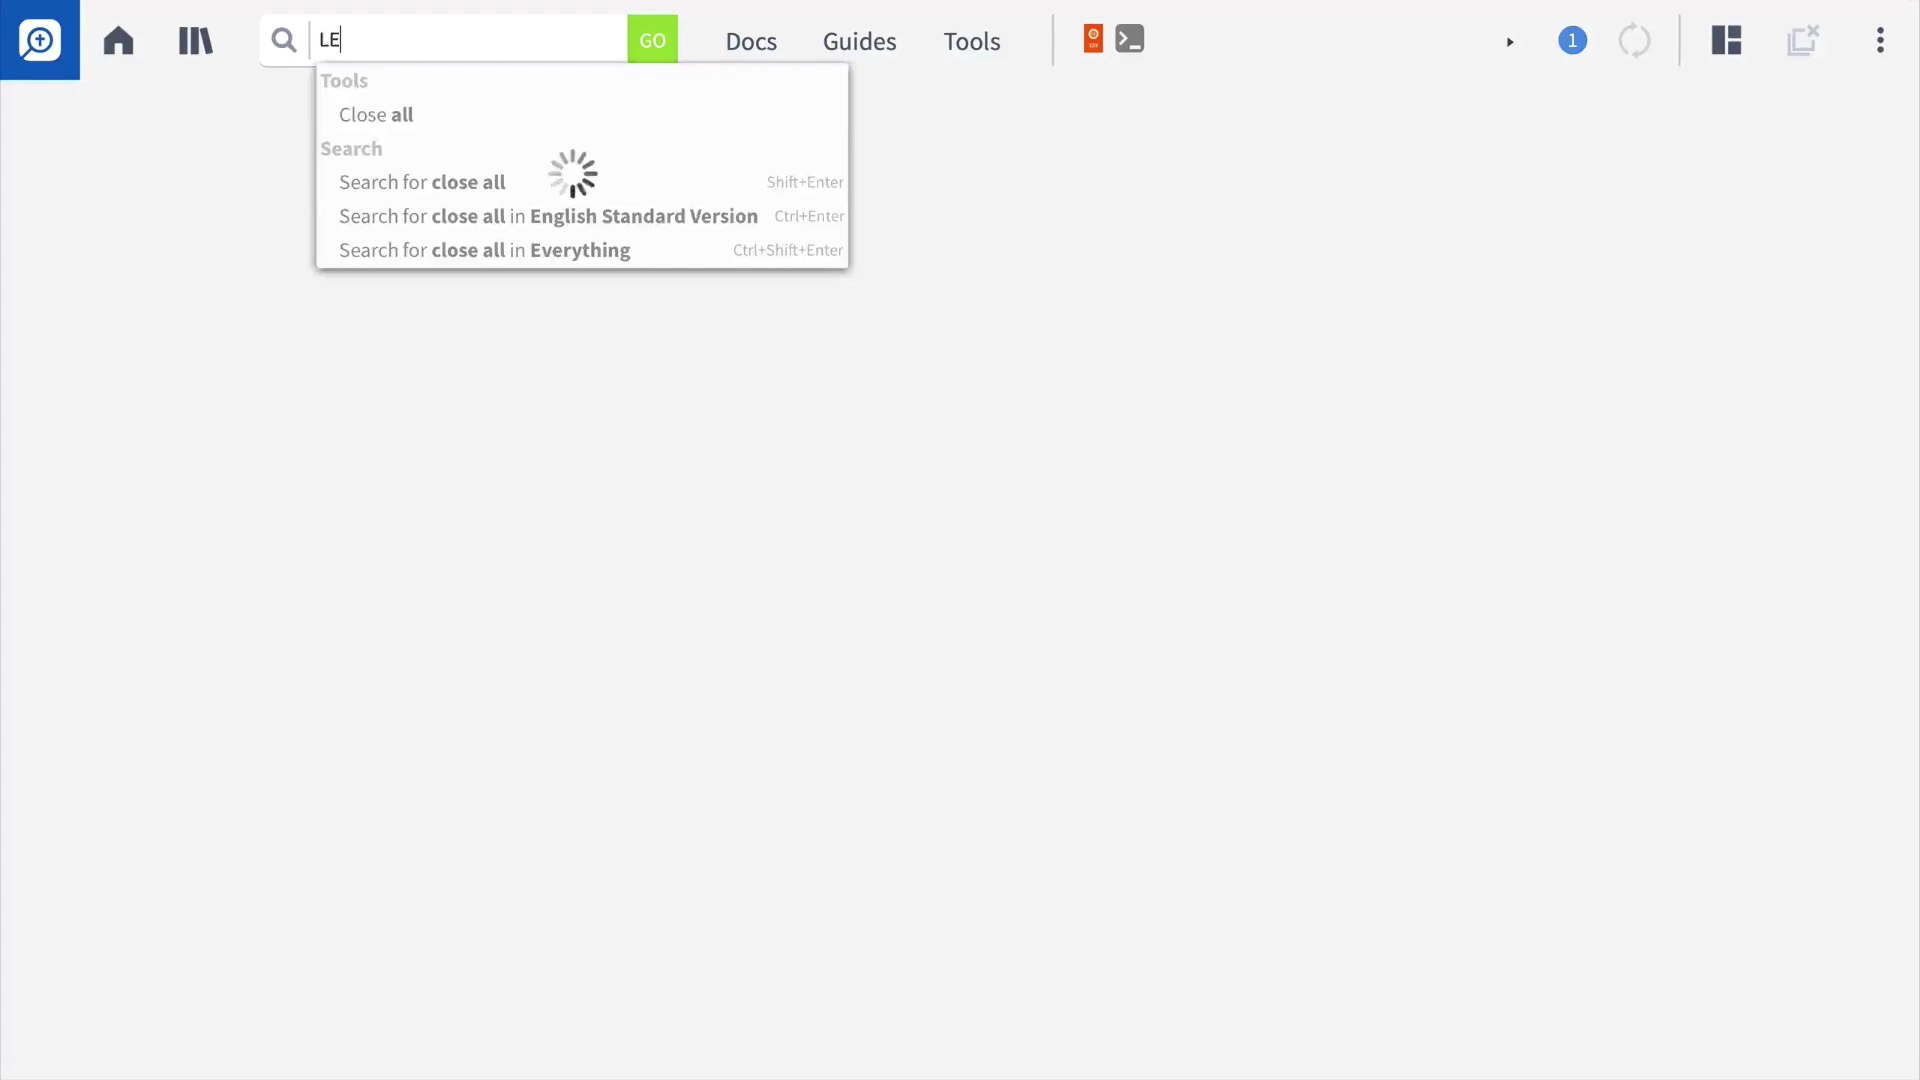 LE
GO
Docs
Guides
Tools
1
Tools
Close all
Search
Search for close all Shift+Enter
Search for close all in English Standard Version Ctrl+Enter
Search for close all in Everything Ctrl+Shift+Enter